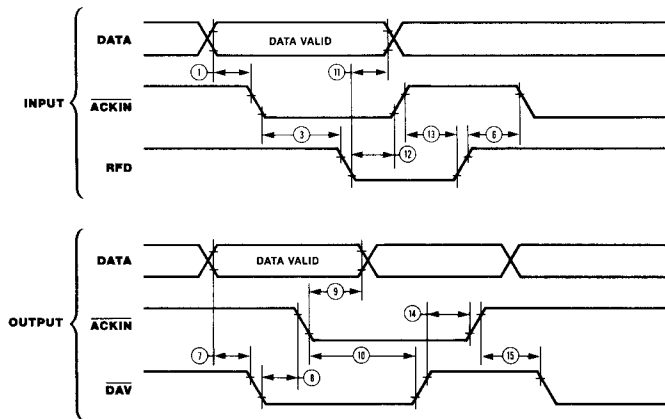 DATA
DATA VALID
1
11
INPUT
ACKIN
3
13
6
12
RFD
DATA
DATA VALID
9
OUTPUT
ACKIN
14
7
10
15
8
DAV